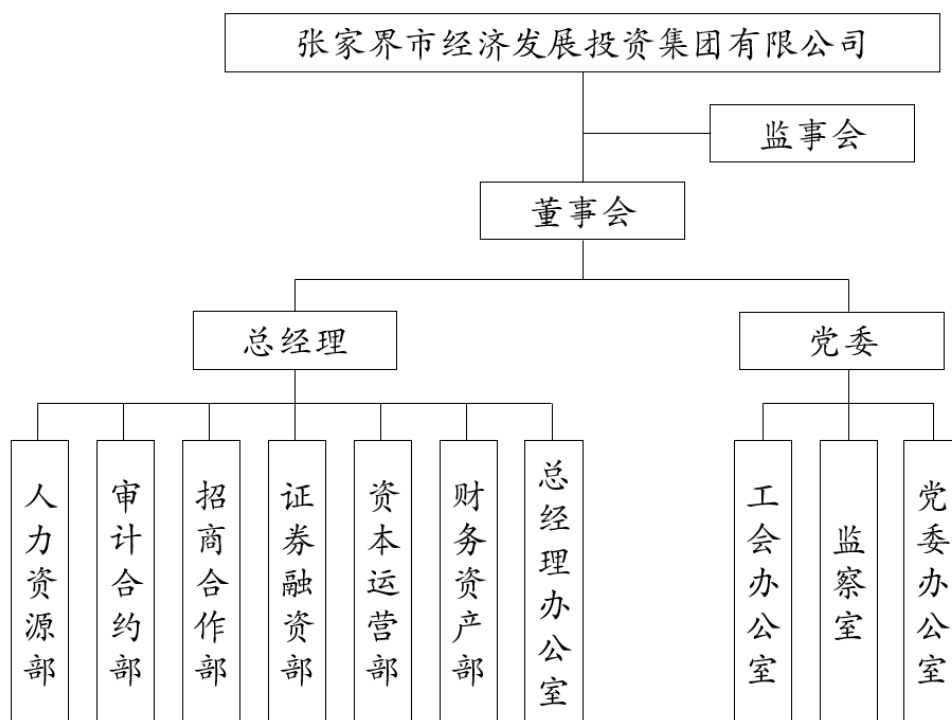 张家界市经济发展投资集团有限公司
监事会
董事会
总经理
党委
人力资源部
审计合约部
招商合作部
证券融资部
资本运营部
财务资产部
总经理办公室
工会办公室
监察室
党委办公室